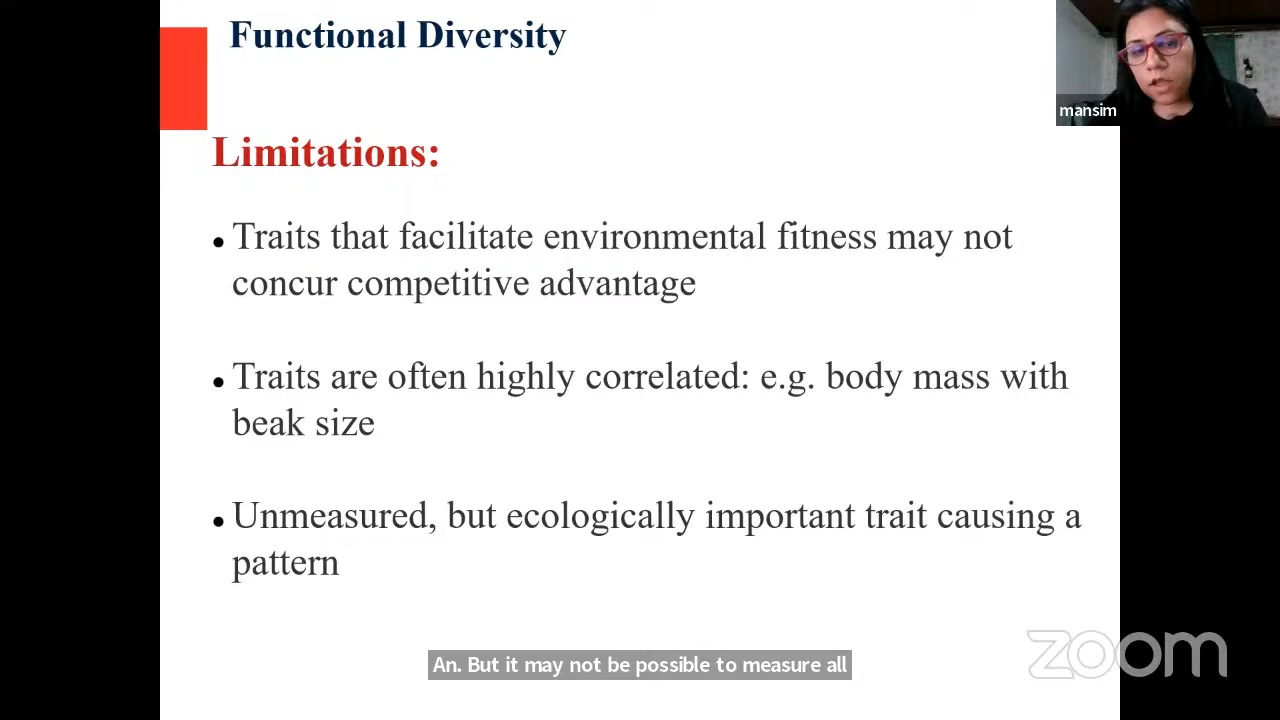 Functional Diversity
mansim
Limitations:
• Traits that facilitate environmental fitness may not
concur competitive advantage
• Traits are often highly correlated: e.g. body mass with
beak size
• Unmeasured, but ecologically important trait causing a
pattern
zoom
An. But it may not be possible to measure all